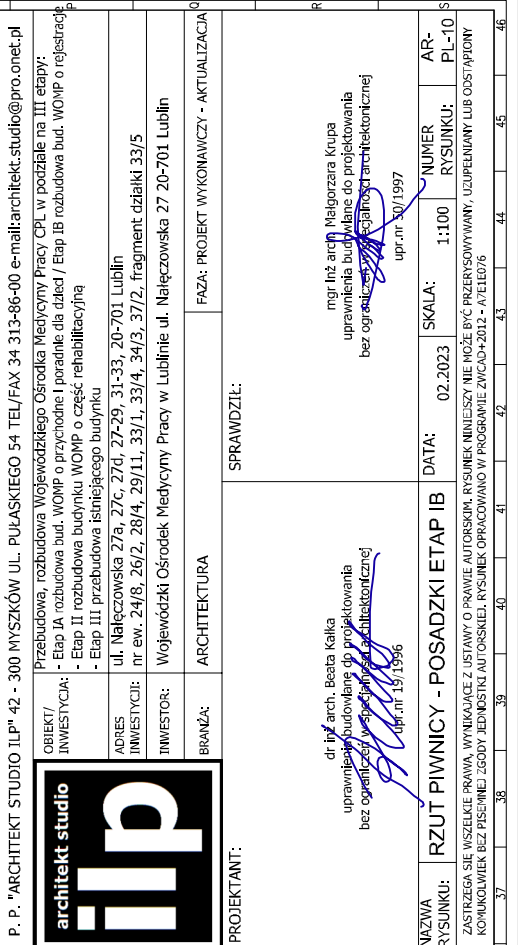 P. P. "ARCHITEKT STUDIO ILP" 42 - 300 MYSZKÓW UL. PUŁASKIEGO 54 TEL/FAX 34 313-86-00 e-mail:architekt.studio@pro.onet.pl
architekt studio
ilp
OBIEKT/
INWESTYCJA:
Przebudowa, rozbudowa Wojewódzkiego Ośrodka Medycyny Pracy CPL w podziale na III etapy:
- Etap IA rozbudowa bud. WOMP o przychodnie i poradnie dla dzieci / Etap IB rozbudowa bud. WOMP o rejestrację
- Etap II rozbudowa budynku WOMP o część rehabilitacyjną
- Etap III przebudowa istniejącego budynku
ADRES
INWESTYCJI:
ul. Nałęczowska 27a, 27c, 27d, 27-29, 31-33, 20-701 Lublin
nr ew. 24/8, 26/2, 28/4, 29/11, 33/1, 33/4, 34/3, 37/2, fragment działki 33/5
INWESTOR:
Wojewódzki Ośrodek Medycyny Pracy w Lublinie ul. Nałęczowska 27 20-701 Lublin
BRANŻA:
ARCHITEKTURA
FAZA: PROJEKT WYKONAWCZY - AKTUALIZACJA
PROJEKTANT:
dr inż arch. Beata Kałka
uprawnienia budowlane do projektowania
bez ograniczeń w specjalności architektonicznej
upr.nr 19/1996
SPRAWDZIŁ:
mgr inż arch. Małgorzata Krupa
uprawnienia budowlane do projektowania
bez ograniczeń w specjalności architektonicznej
upr.nr 50/1997
NAZWA
RYSUNKU:
RZUT PIWNICY - POSADZKI ETAP IB
DATA:
02.2023
SKALA:
1:100
NUMER
RYSUNKU:
AR-
PL-10
ZASTRZEGA SIĘ WSZELKIE PRAWA, WYNIKAJĄCE Z USTAWY O PRAWIE AUTORSKIM. RYSUNEK NINIEJSZY NIE MOŻE BYĆ PRZERYSOWYWANY, UZUPEŁNIANY LUB ODSTĄPIONY
KOMUKOLWIEK BEZ PISEMNEJ ZGODY JEDNOSTKI AUTORSKIEJ. RYSUNEK OPRACOWANO W PROGRAMIE ZWCAD+2012 - A7E1E076
37 38 39 40 41 42 43 44 45 46
P
Q
R
S